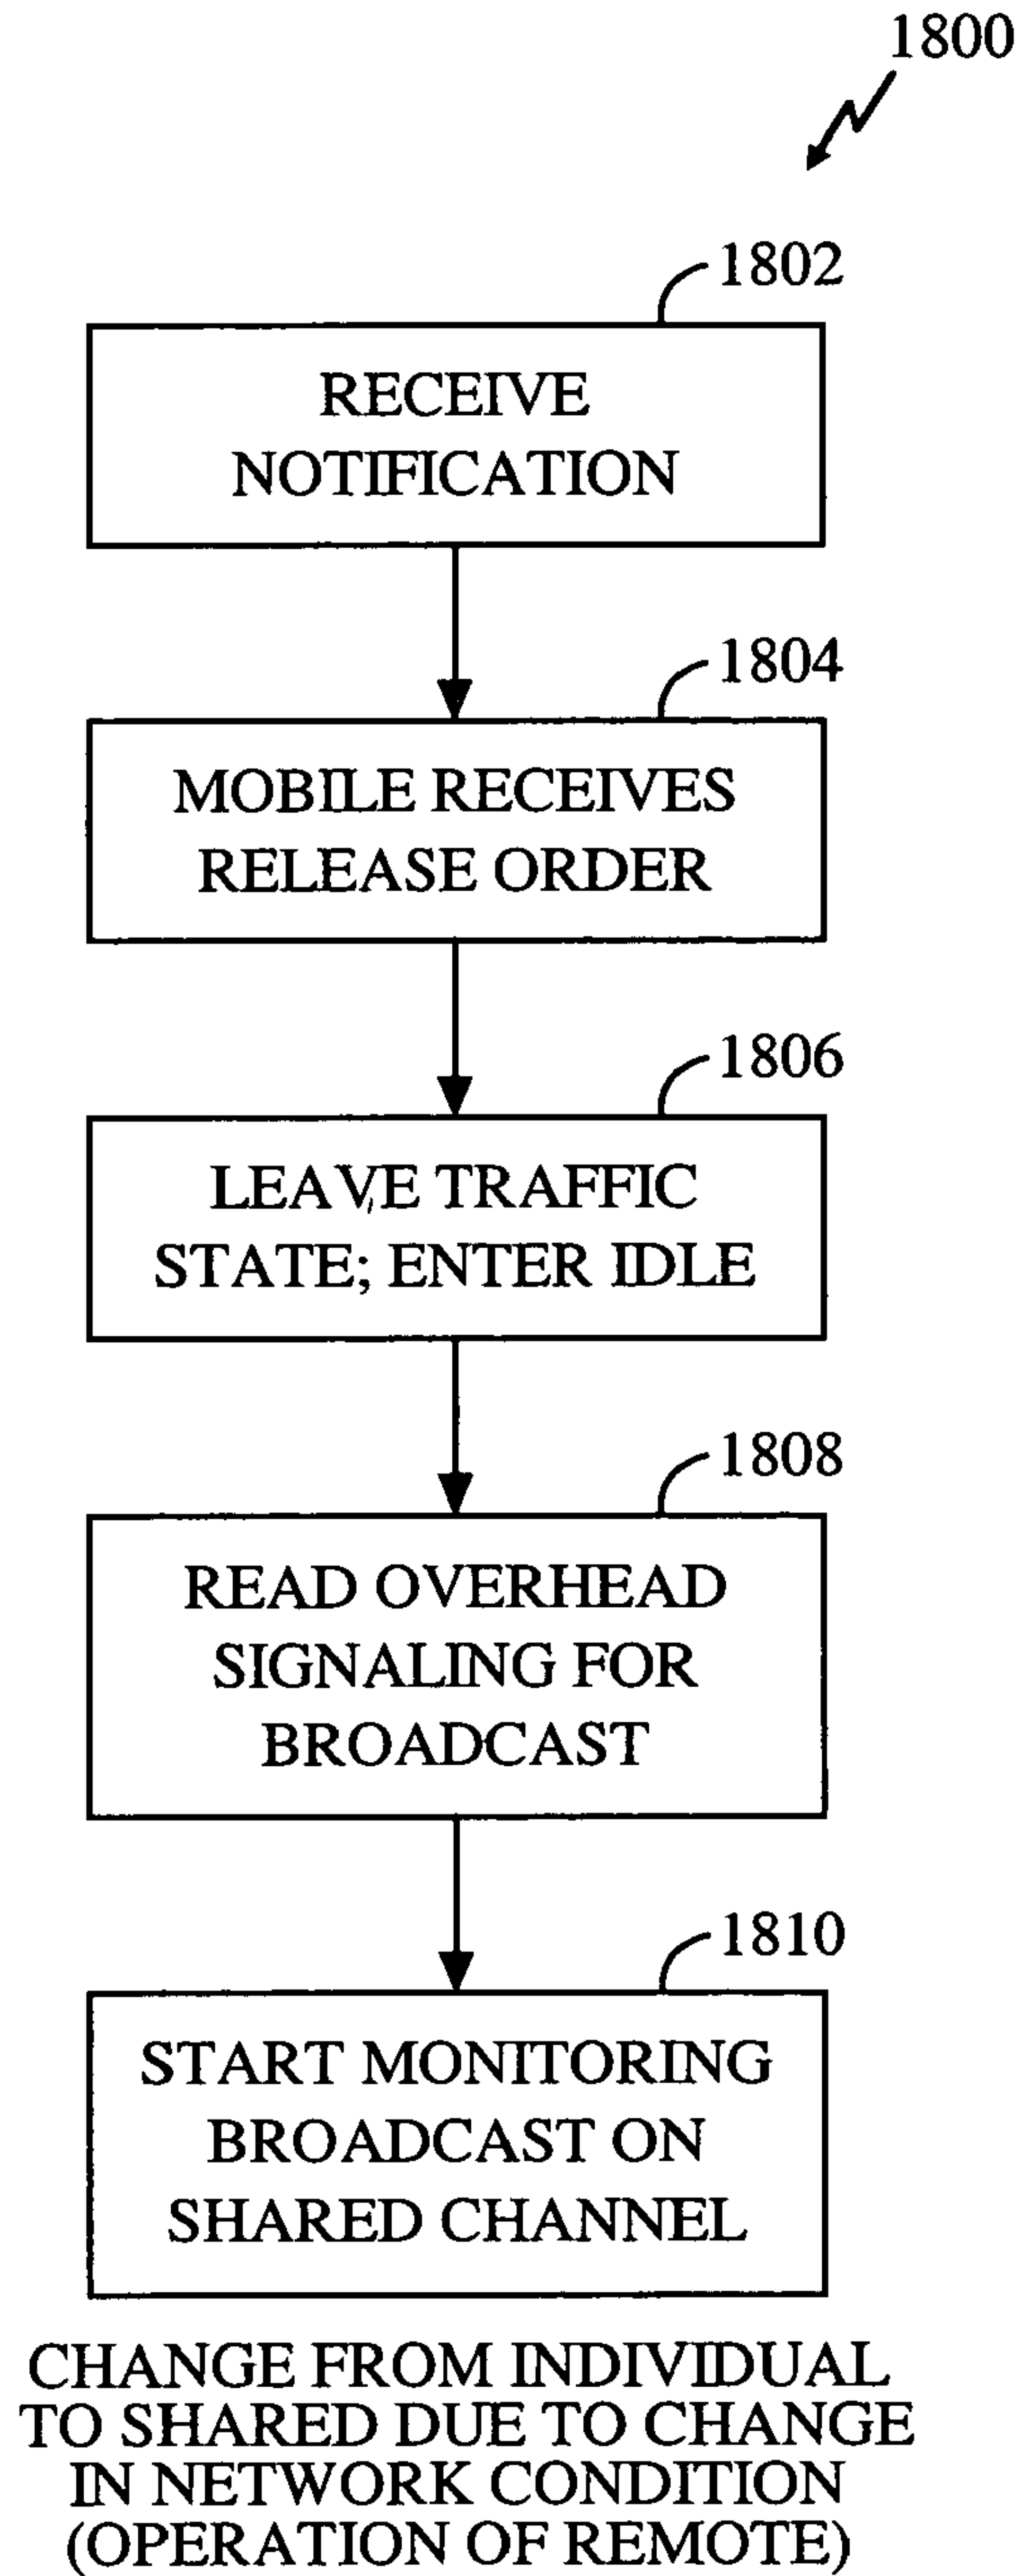 1800
1802
RECEIVE
NOTIFICATION
1804
MOBILE RECEIVES
RELEASE ORDER
1806
LEAVE TRAFFIC
STATE; ENTER IDLE
1808
READ OVERHEAD
SIGNALING FOR
BROADCAST
1810
START MONITORING
BROADCAST ON
SHARED CHANNEL
CHANGE FROM INDIVIDUAL
TO SHARED DUE TO CHANGE
IN NETWORK CONDITION
(OPERATION OF REMOTE)